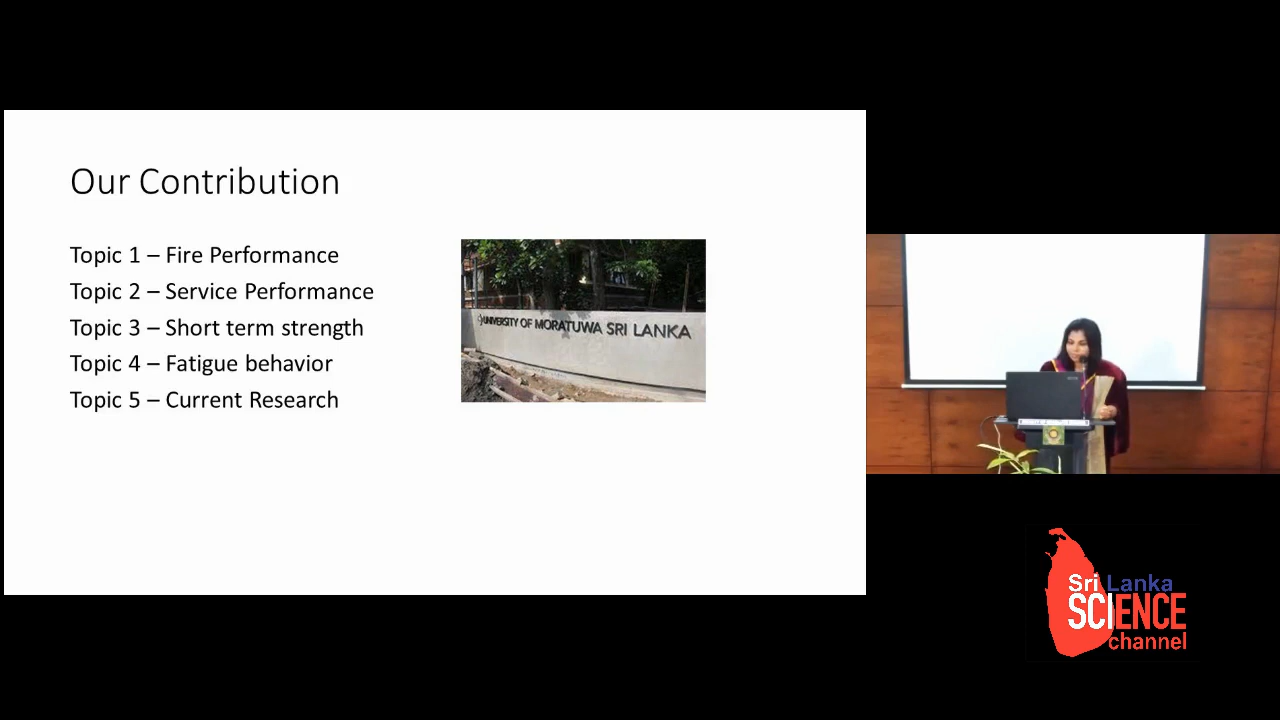 Our Contribution
Topic 1 – Fire Performance
Topic 2 – Service Performance
Topic 3 – Short term strength
Topic 4 – Fatigue behavior
Topic 5 – Current Research
UNIVERSITY OF MORATUWA SRI LANKA
Sri Lanka
SCIENCE
channel